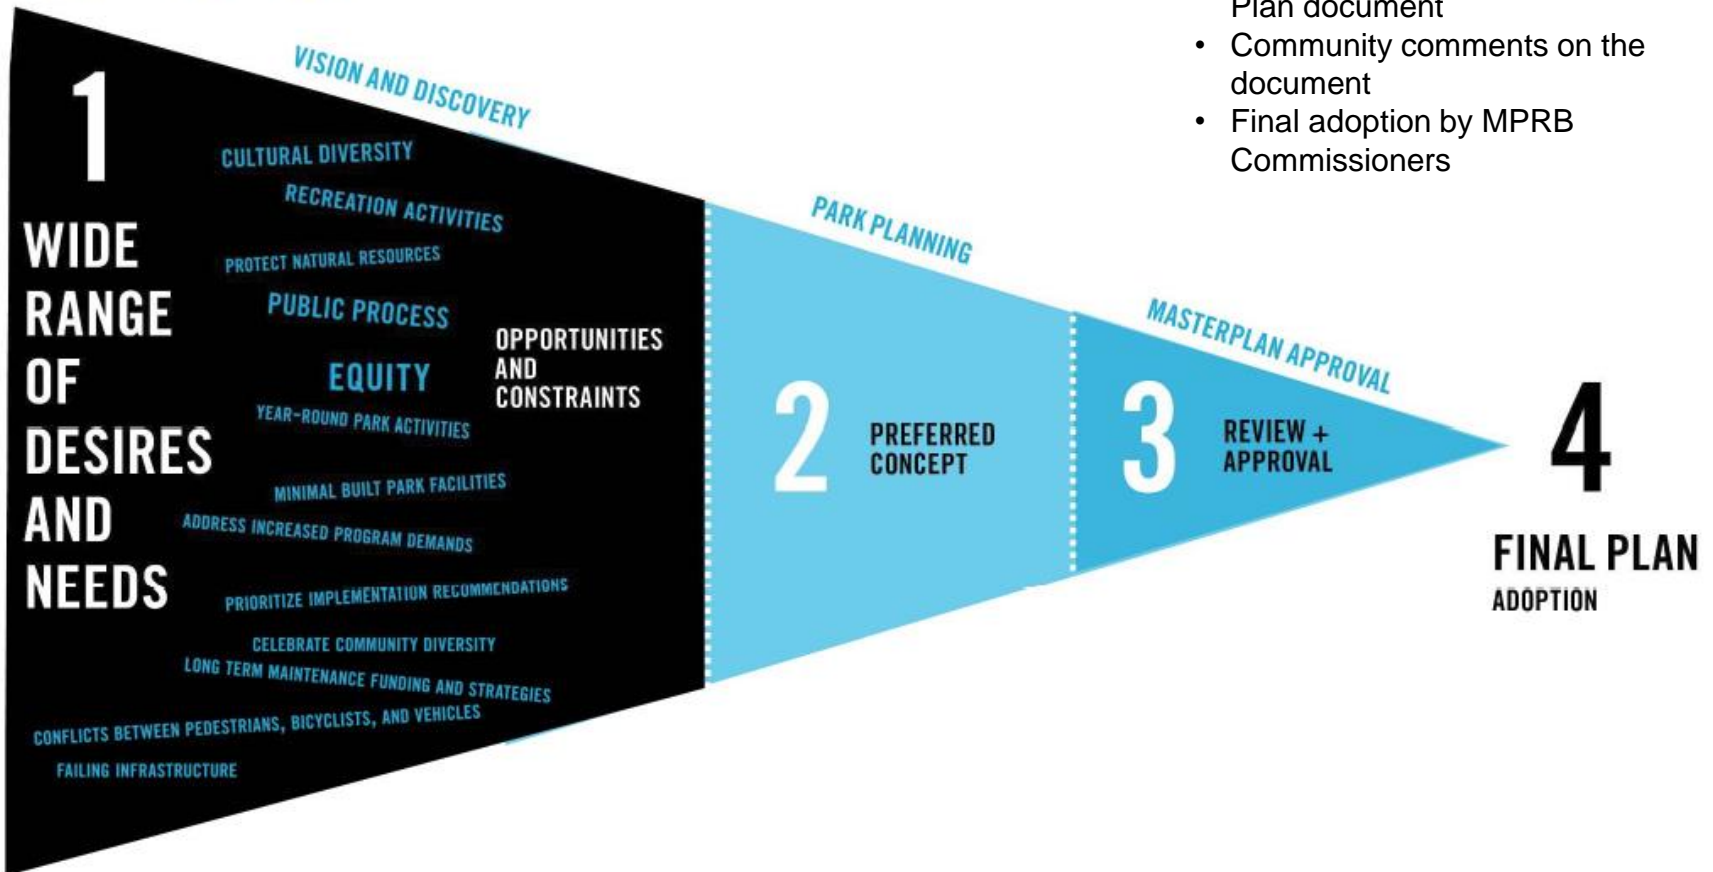 Plan document
• Community comments on the
document
• Final adoption by MPRB
Commissioners
VISION AND DISCOVERY
1
WIDE
RANGE
OF
DESIRES
AND
NEEDS
CULTURAL DIVERSITY
RECREATION ACTIVITIES
PROTECT NATURAL RESOURCES
PUBLIC PROCESS
EQUITY
YEAR-ROUND PARK ACTIVITIES
MINIMAL BUILT PARK FACILITIES
ADDRESS INCREASED PROGRAM DEMANDS
PRIORITIZE IMPLEMENTATION RECOMMENDATIONS
CELEBRATE COMMUNITY DIVERSITY
LONG TERM MAINTENANCE FUNDING AND STRATEGIES
CONFLICTS BETWEEN PEDESTRIANS, BICYCLISTS, AND VEHICLES
FAILING INFRASTRUCTURE
OPPORTUNITIES
AND
CONSTRAINTS
PARK PLANNING
2
PREFERRED
CONCEPT
MASTERPLAN APPROVAL
3
REVIEW +
APPROVAL
4
FINAL PLAN
ADOPTION